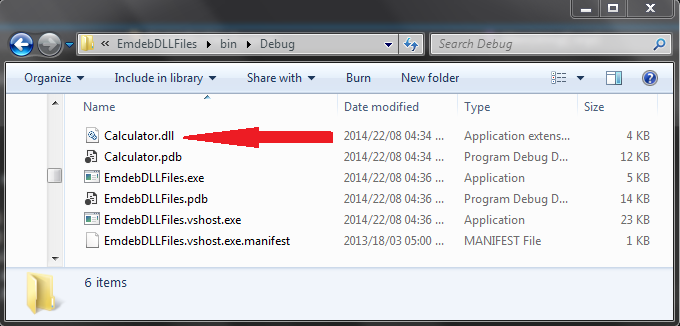 « EmdebDLLFiles ▸ bin ▸ Debug Search Debug
Organize Include in library Share with Burn New folder
Name Date modified Type Size
Calculator.dll 2014/22/08 04:34 ... Application extens... 4 KB
Calculator.pdb 2014/22/08 04:34 ... Program Debug D... 12 KB
EmdebDLLFiles.exe 2014/22/08 04:36 ... Application 5 KB
EmdebDLLFiles.pdb 2014/22/08 04:36 ... Program Debug D... 14 KB
EmdebDLLFiles.vshost.exe 2014/22/08 04:36 ... Application 23 KB
EmdebDLLFiles.vshost.exe.manifest 2013/18/03 05:00 ... MANIFEST File 1 KB
6 items